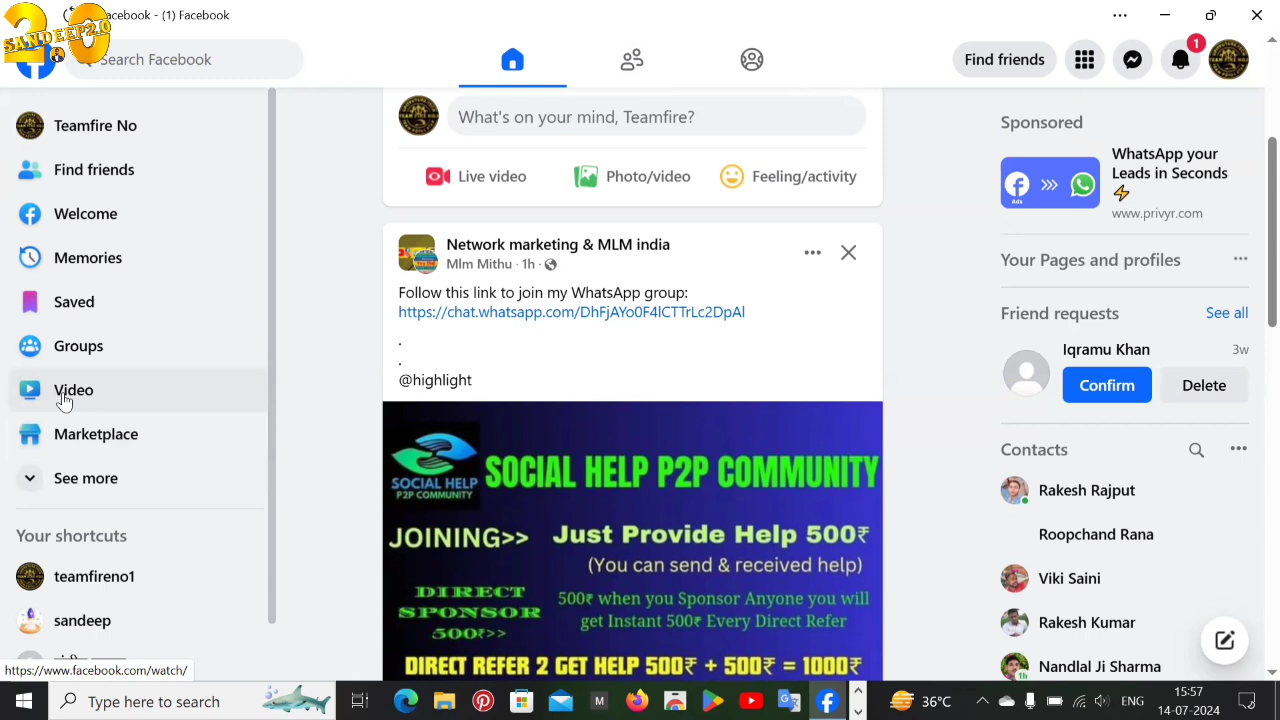 2.0
SANDEEP2.0
acebook - (1) Facebook
Search Facebook
Find friends
1
Teamfire No
Find friends
Welcome
Memories
Saved
Groups
Video
Marketplace
See more
Your shortcuts
teamfireno1
sandeep
https://www.facebook.com/watch/
What's on your mind, Teamfire?
Live video
Photo/video
Feeling/activity
Network marketing & MLM india
Mlm Mithu · 1h ·
Follow this link to join my WhatsApp group:
https://chat.whatsapp.com/DhFjAYo0F4lCTTrLc2DpAl
.
.
@highlight
SOCIAL HELP P2P COMMUNITY
SOCIAL HELP
P2P COMMUNITY
JOINING>> Just Provide Help 500₹
(You can send & received help)
DIRECT
SPONSOR
500₹>>
500₹ when you Sponsor Anyone you will
get Instant 500₹ Every Direct Refer
DIRECT REFER 2 GET HELP 500₹ + 500₹ = 1000₹
Sponsored
Ads
WhatsApp your
Leads in Seconds
⚡
www.privyr.com
Your Pages and profiles
Friend requests
See all
Iqramu Khan
3w
Confirm
Delete
Contacts
Rakesh Rajput
Roopchand Rana
Viki Saini
Rakesh Kumar
Nandlal Ji Sharma
1h
Type here to search
M
36°C
ENG
15:57
14-07-2024